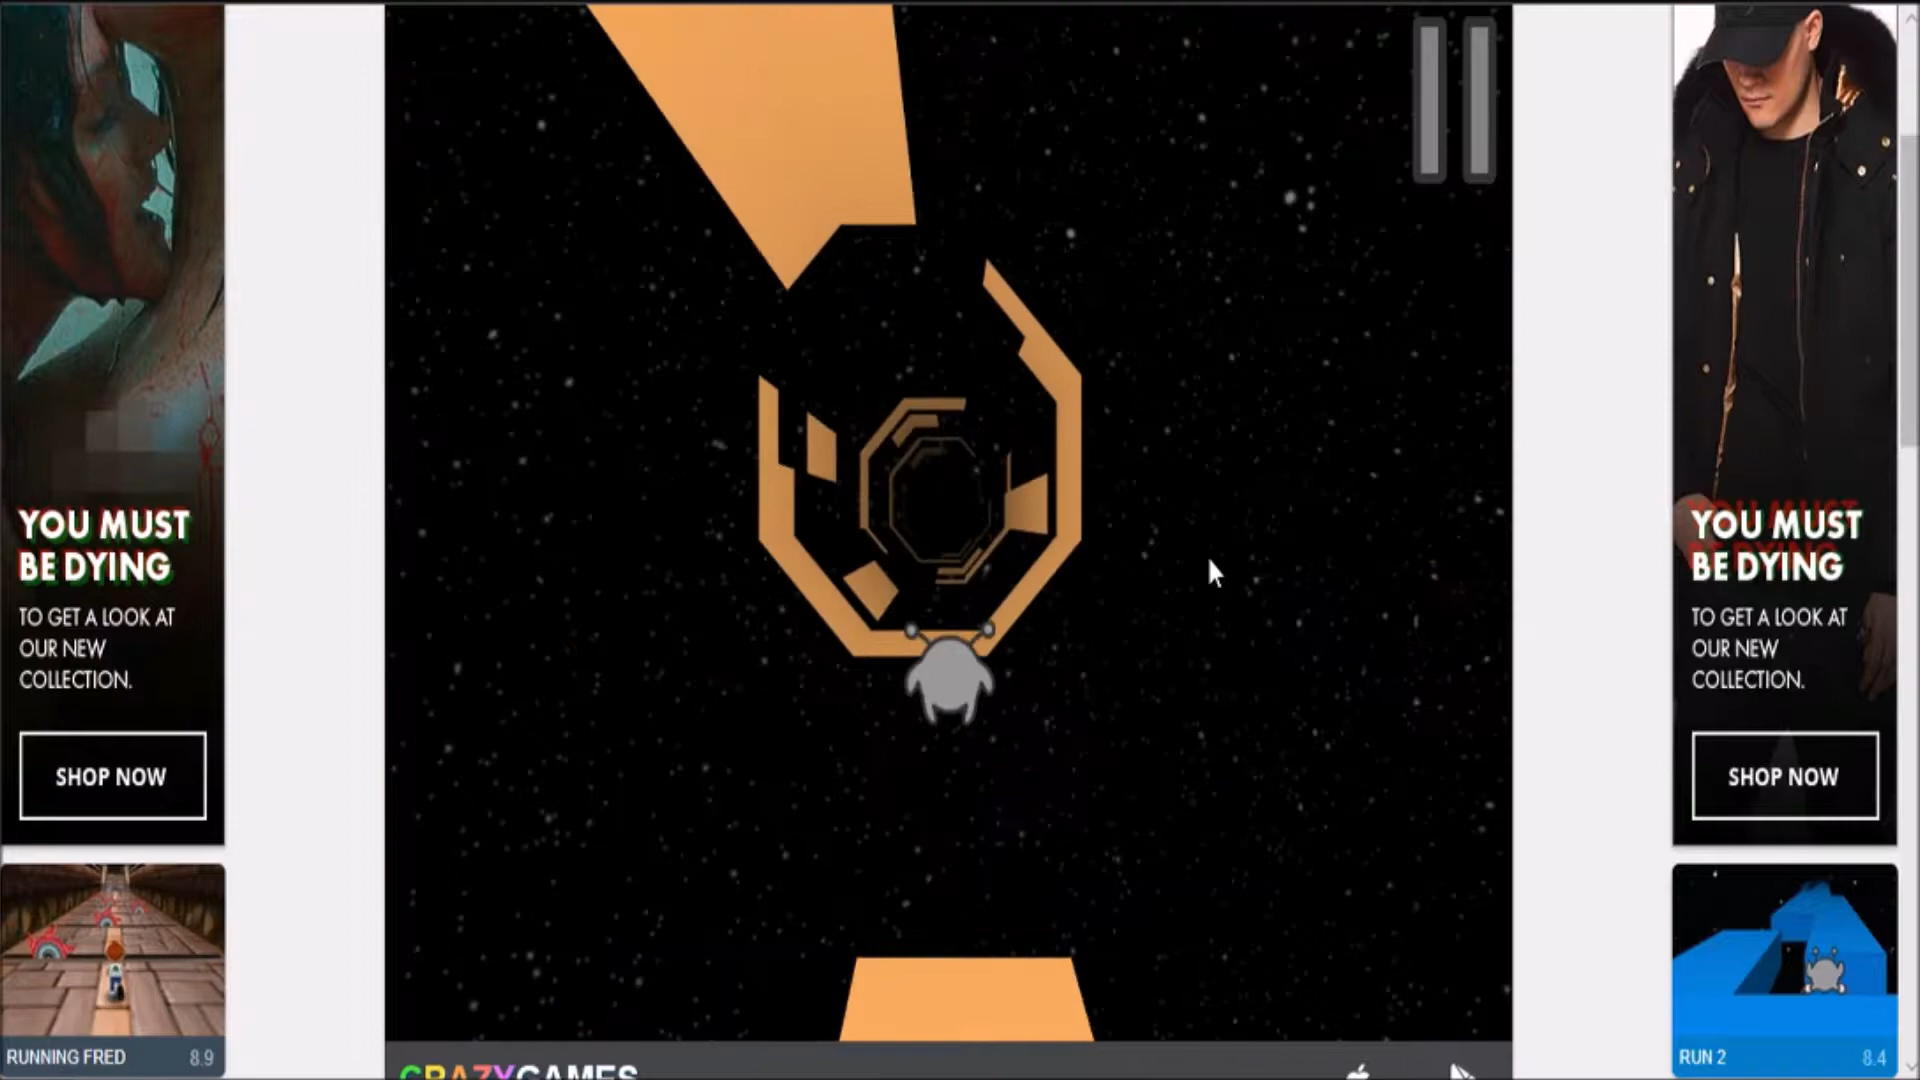 YOU MUST
BE DYING
TO GET A LOOK AT
OUR NEW
COLLECTION.
SHOP NOW
RUNNING FRED 8.9
CRAZYGAMES
YOU MUST
BE DYING
TO GET A LOOK AT
OUR NEW
COLLECTION.
SHOP NOW
RUN 2 8.4